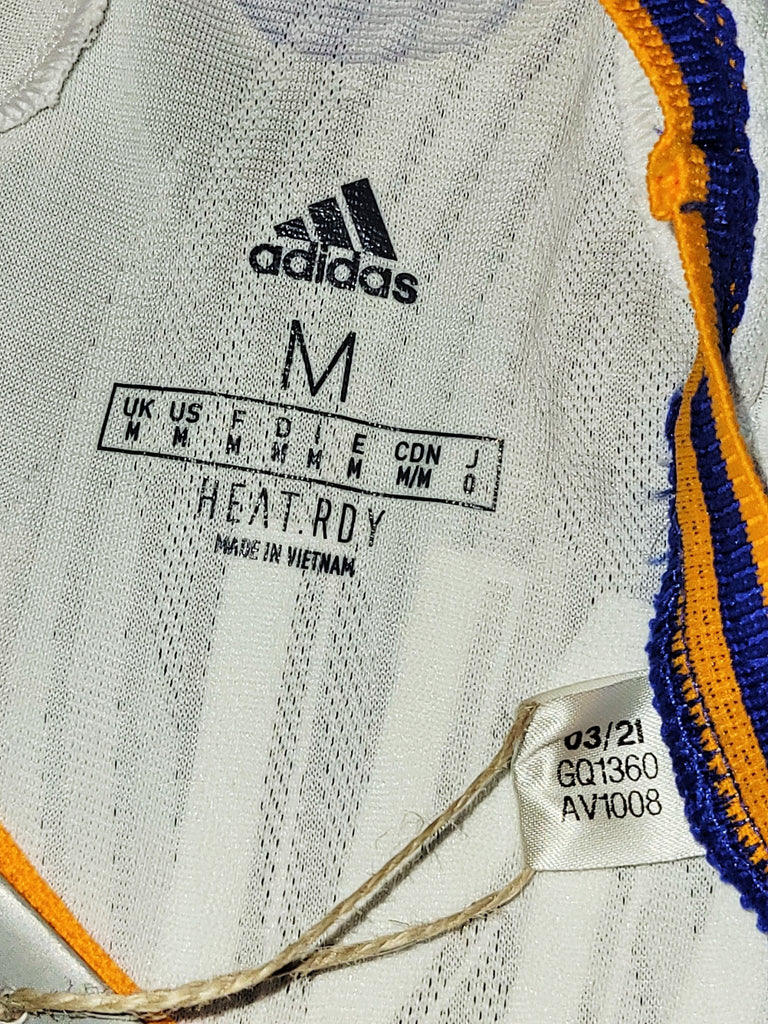 adidas
M
UK US F D I E CDN J
M M M M M M M/M O
HEAT.RDY
MADE IN VIETNAM
03/21
GQ1360
AV1008